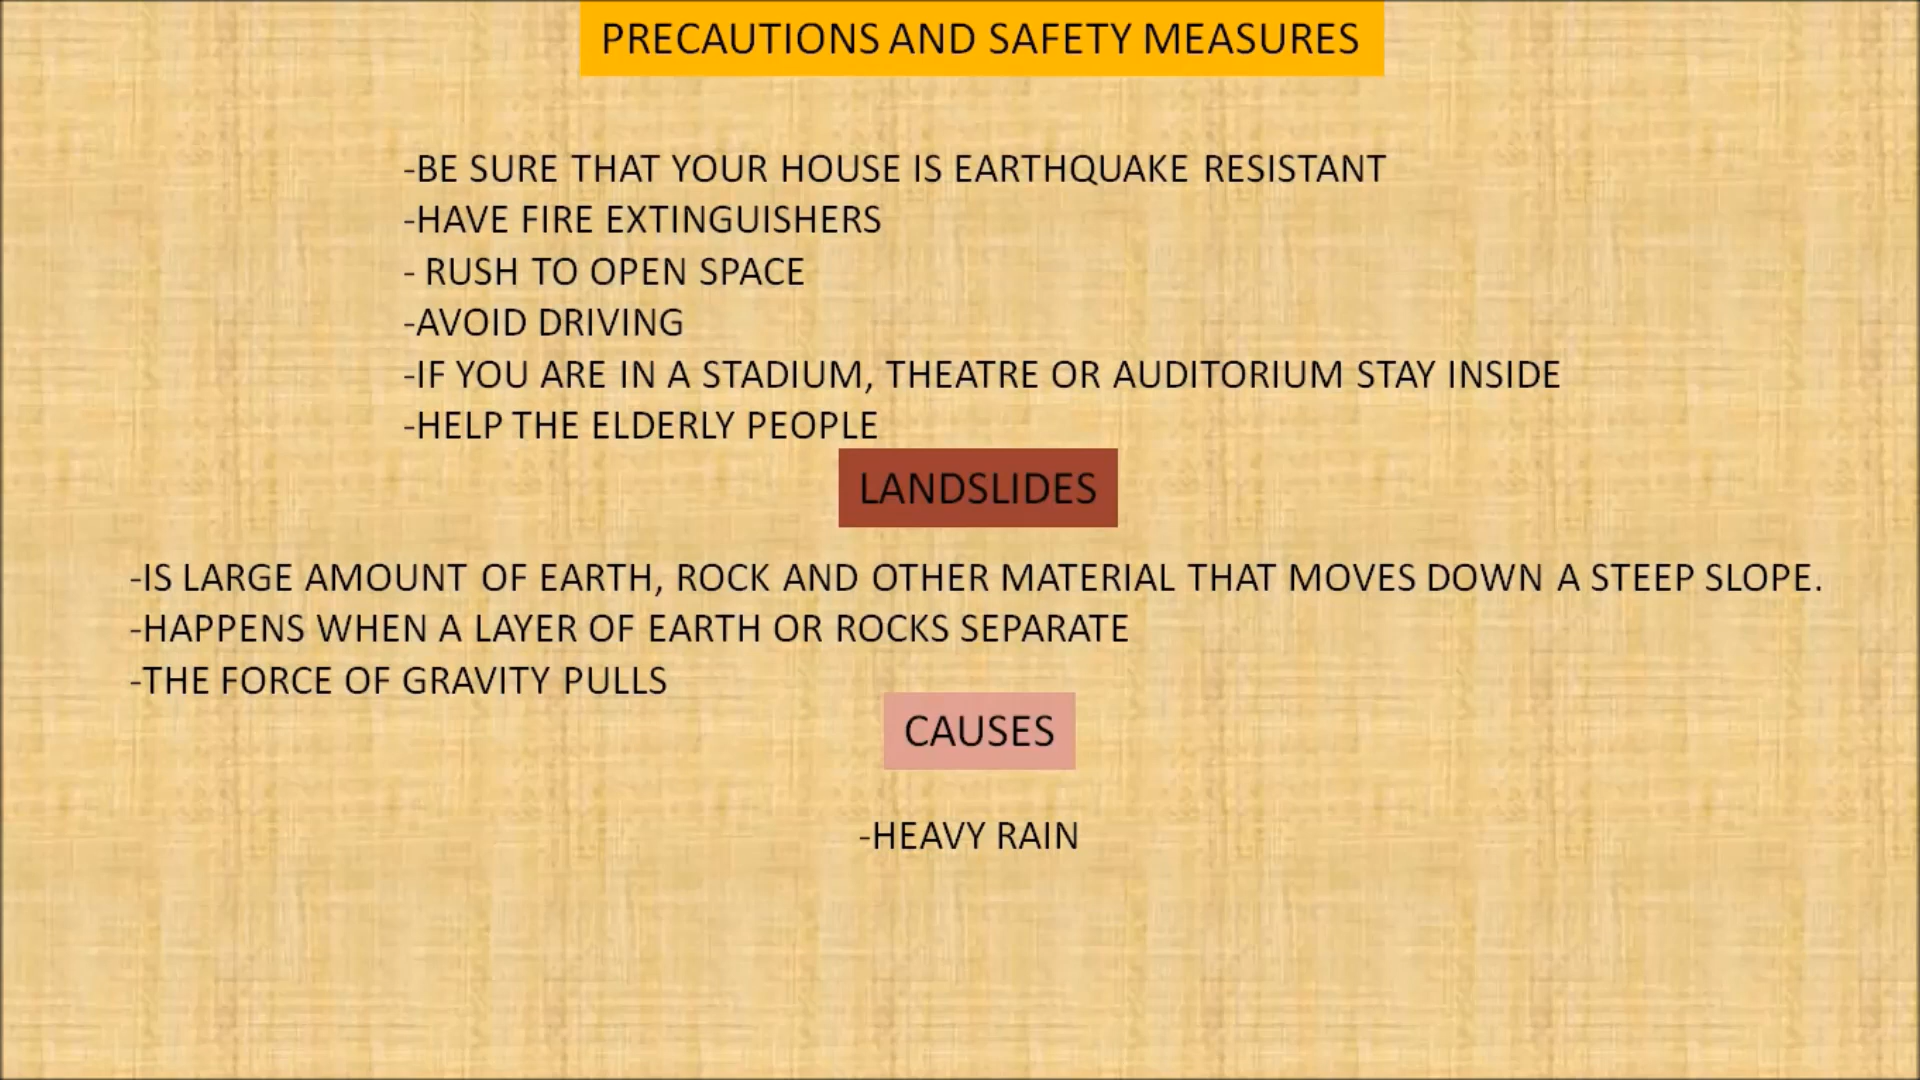 PRECAUTIONS AND SAFETY MEASURES
-BE SURE THAT YOUR HOUSE IS EARTHQUAKE RESISTANT
-HAVE FIRE EXTINGUISHERS
- RUSH TO OPEN SPACE
-AVOID DRIVING
-IF YOU ARE IN A STADIUM, THEATRE OR AUDITORIUM STAY INSIDE
-HELP THE ELDERLY PEOPLE
LANDSLIDES
-IS LARGE AMOUNT OF EARTH, ROCK AND OTHER MATERIAL THAT MOVES DOWN A STEEP SLOPE.
-HAPPENS WHEN A LAYER OF EARTH OR ROCKS SEPARATE
-THE FORCE OF GRAVITY PULLS
CAUSES
-HEAVY RAIN